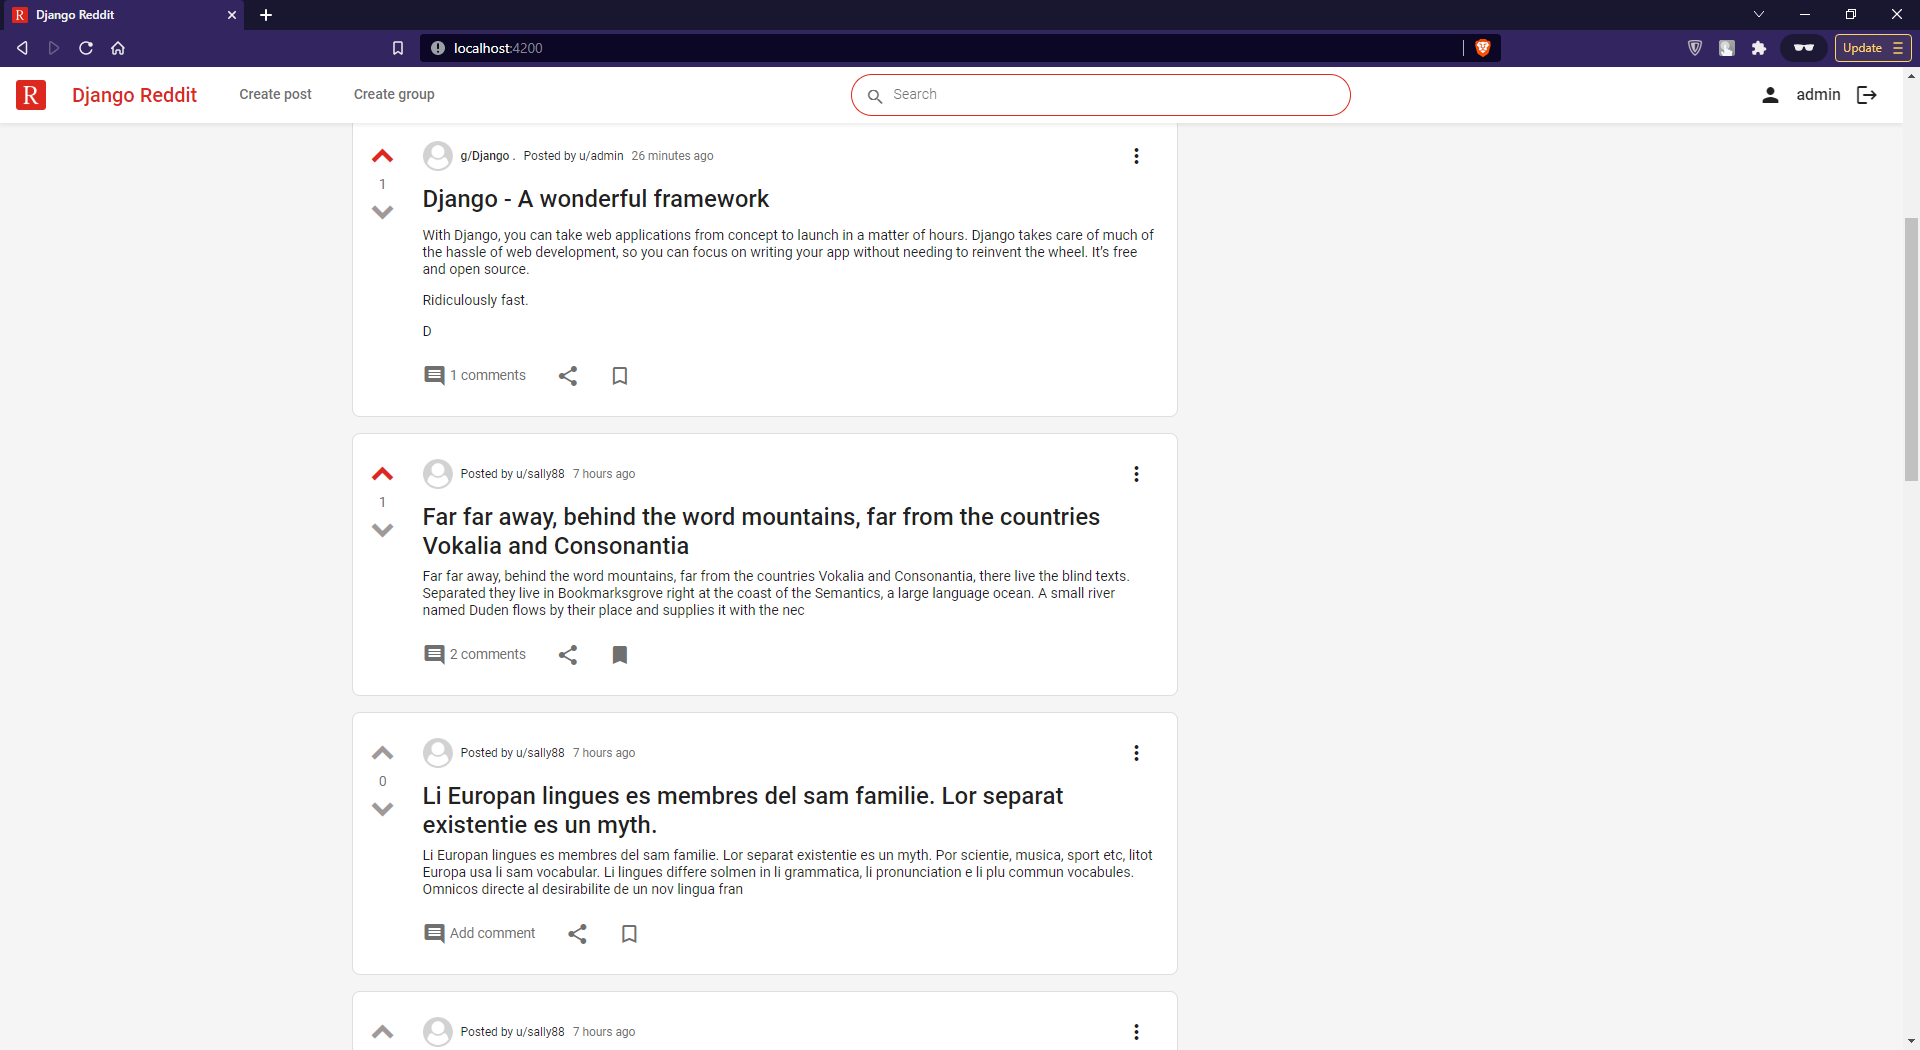 R Django Reddit
localhost:4200
Update
R Django Reddit Create post Create group Search admin
g/Django . Posted by u/admin 26 minutes ago
1
Django - A wonderful framework
With Django, you can take web applications from concept to launch in a matter of hours. Django takes care of much of
the hassle of web development, so you can focus on writing your app without needing to reinvent the wheel. It's free
and open source.
Ridiculously fast.
D
1 comments
Posted by u/sally88 7 hours ago
1
Far far away, behind the word mountains, far from the countries
Vokalia and Consonantia
Far far away, behind the word mountains, far from the countries Vokalia and Consonantia, there live the blind texts.
Separated they live in Bookmarksgrove right at the coast of the Semantics, a large language ocean. A small river
named Duden flows by their place and supplies it with the nec
2 comments
Posted by u/sally88 7 hours ago
0
Li Europan lingues es membres del sam familie. Lor separat
existentie es un myth.
Li Europan lingues es membres del sam familie. Lor separat existentie es un myth. Por scientie, musica, sport etc, litot
Europa usa li sam vocabular. Li lingues differe solmen in li grammatica, li pronunciation e li plu commun vocabules.
Omnicos directe al desirabilite de un nov lingua fran
Add comment
Posted by u/sally88 7 hours ago